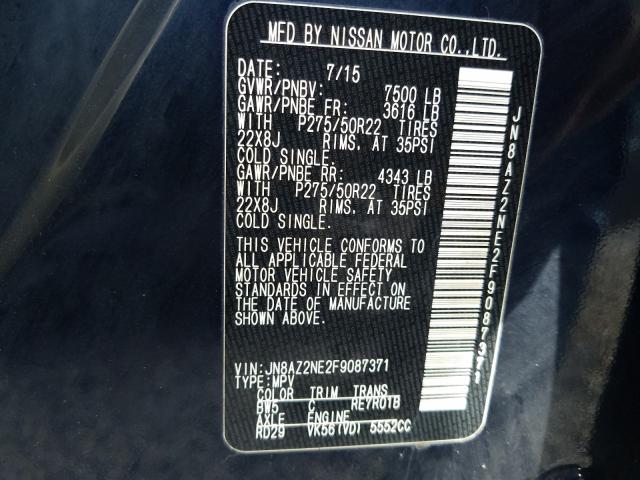 MFD BY NISSAN MOTOR CO.,LTD.
DATE: 7/15
GVWR/PNBV: 7500 LB
GAWR/PNBE FR: 3616 LB
WITH P275/50R22 TIRES
22X8J RIMS, AT 35PSI
COLD SINGLE.
GAWR/PNBE RR: 4343 LB
WITH P275/50R22 TIRES
22X8J RIMS, AT 35PSI
COLD SINGLE.
THIS VEHICLE CONFORMS TO
ALL APPLICABLE FEDERAL
MOTOR VEHICLE SAFETY
STANDARDS IN EFFECT ON
THE DATE OF MANUFACTURE
SHOWN ABOVE.
VIN:JN8AZ2NE2F9087371
TYPE:MPV
COLOR TRIM TRANS
BW5 C RE7R01B
AXLE ENGINE
RD29 VK56(VD) 5552CC
JN8AZ2NE2F9087371